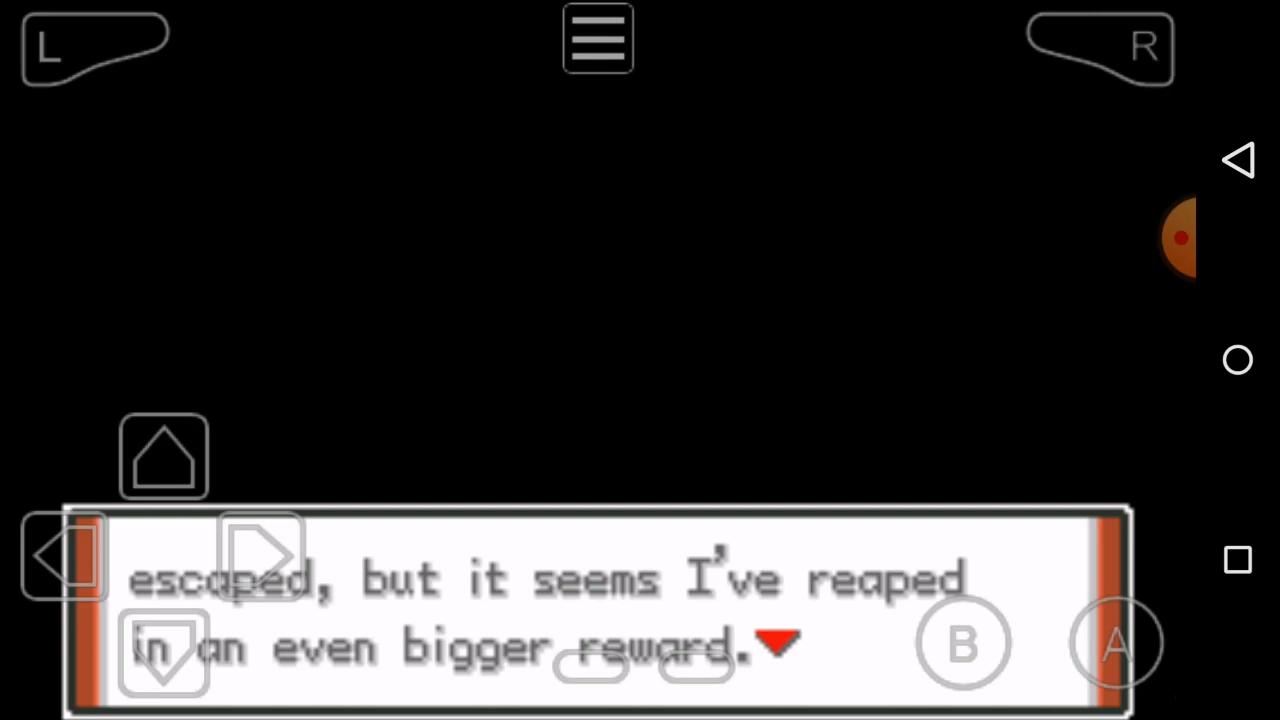 L
R
escaped, but it seems I've reaped
in an even bigger reward.
B
A